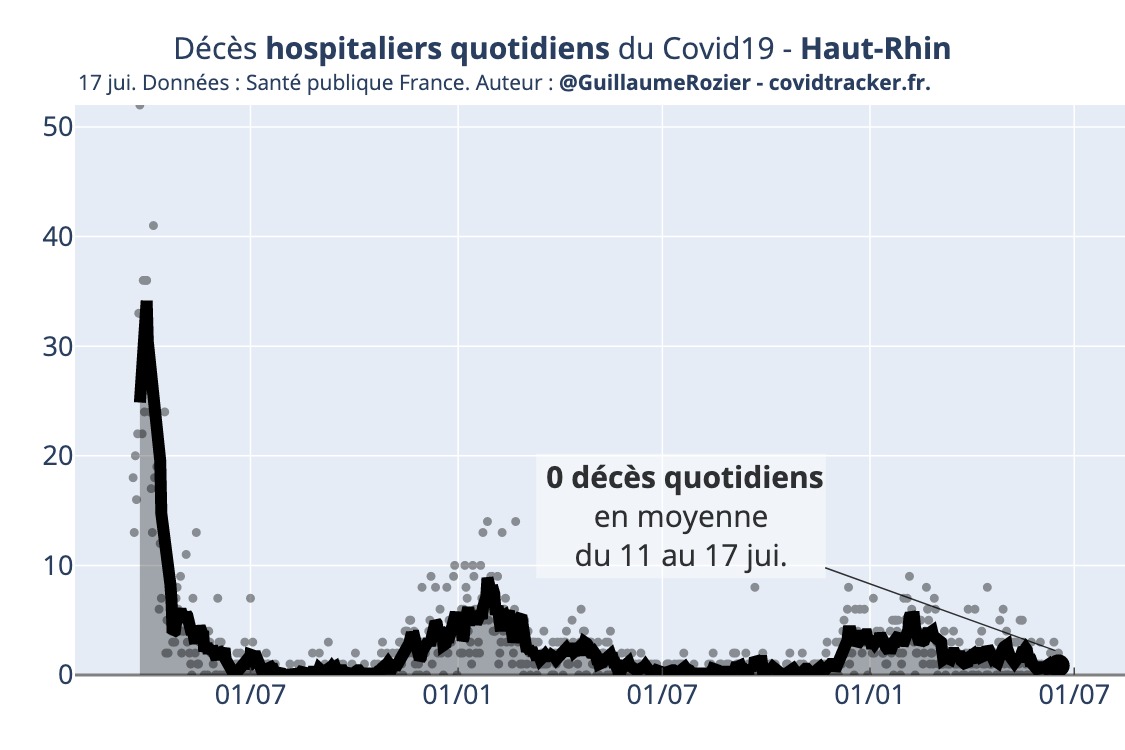 Décès hospitaliers quotidiens du Covid19 - Haut-Rhin
17 jui. Données : Santé publique France. Auteur : @GuillaumeRozier - covidtracker.fr.
50
40
30
20
10
0
0 décès quotidiens
en moyenne
du 11 au 17 jui.
01/07
01/01
01/07
01/01
01/07